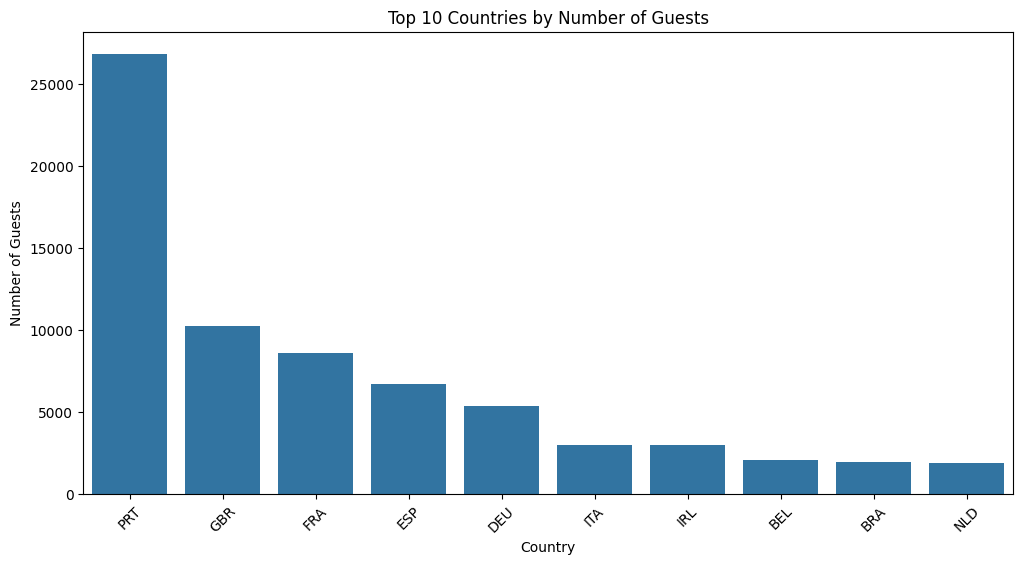 Top 10 Countries by Number of Guests
Number of Guests
25000
20000
15000
10000
5000
0
PRT
GBR
FRA
ESP
DEU
ITA
IRL
BEL
BRA
NLD
Country